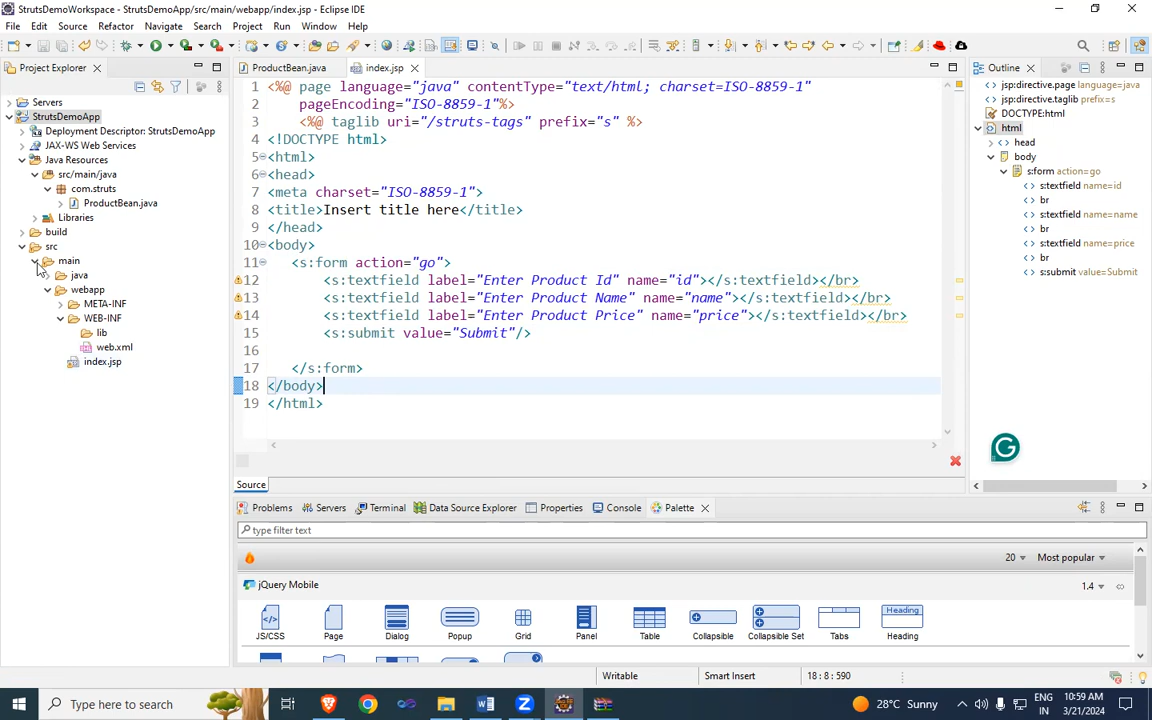 StrutsDemoWorkspace - StrutsDemoApp/src/main/webapp/index.jsp - Eclipse IDE
File Edit Source Refactor Navigate Search Project Run Window Help
Project Explorer
Servers
StrutsDemoApp
Deployment Descriptor: StrutsDemoApp
JAX-WS Web Services
Java Resources
src/main/java
com.struts
ProductBean.java
Libraries
build
src
main
java
webapp
META-INF
WEB-INF
lib
web.xml
index.jsp
ProductBean.java index.jsp
1 <%@ page language="java" contentType="text/html; charset=ISO-8859-1"
2 pageEncoding="ISO-8859-1"%>
3 <%@ taglib uri="/struts-tags" prefix="s" %>
4 <!DOCTYPE html>
5 <html>
6 <head>
7 <meta charset="ISO-8859-1">
8 <title>Insert title here</title>
9 </head>
10 <body>
11 <s:form action="go">
12 <s:textfield label="Enter Product Id" name="id"></s:textfield></br>
13 <s:textfield label="Enter Product Name" name="name"></s:textfield></br>
14 <s:textfield label="Enter Product Price" name="price"></s:textfield></br>
15 <s:submit value="Submit"/>
16
17 </s:form>
18 </body>
19 </html>
Source
Outline
jsp:directive.page language=java
jsp:directive.taglib prefix=s
DOCTYPE:html
html
head
body
s:form action=go
s:textfield name=id
br
s:textfield name=name
br
s:textfield name=price
br
s:submit value=Submit
Problems Servers Terminal Data Source Explorer Properties Console Palette
type filter text
20 Most popular
jQuery Mobile 1.4
JS/CSS Page Dialog Popup Grid Panel Table Collapsible Collapsible Set Tabs Heading
Heading
Writable Smart Insert 18 : 8 : 590
Type here to search
28°C Sunny
ENG
IN
10:59 AM
3/21/2024